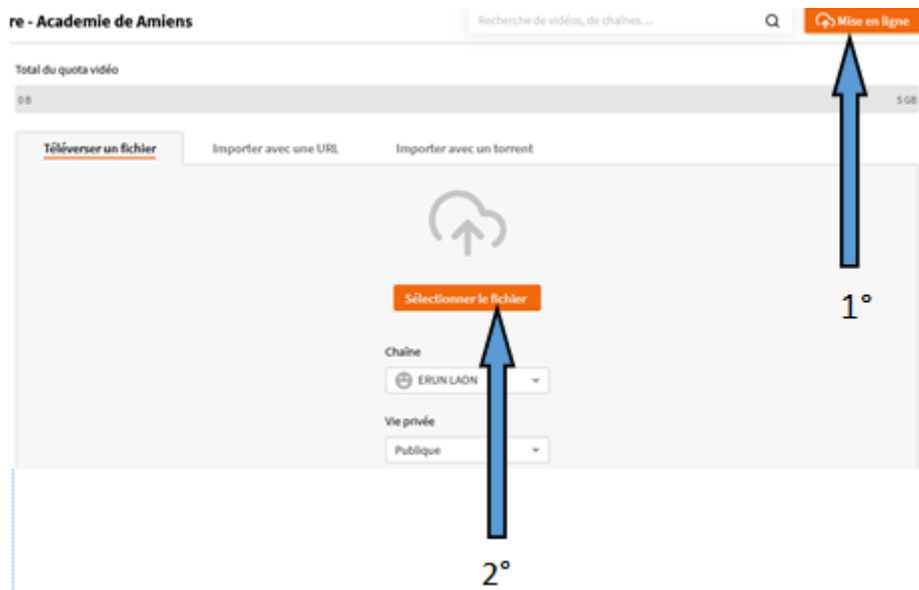 re - Academie de Amiens
Recherche de vidéos, de chaînes...
Mise en ligne
Total du quota vidéo
0 B
5 GB
Téléverser un fichier
Importer avec une URL
Importer avec un torrent
Sélectionner le fichier
1°
Chaîne
ERUN LAON
Vie privée
Publique
2°